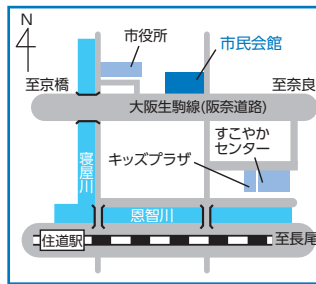 N
市役所
市民会館
至京橋
至奈良
大阪生駒線(阪奈道路)
すこやか
センター
キッズプラザ
寝屋川
恩智川
住道駅
至長尾